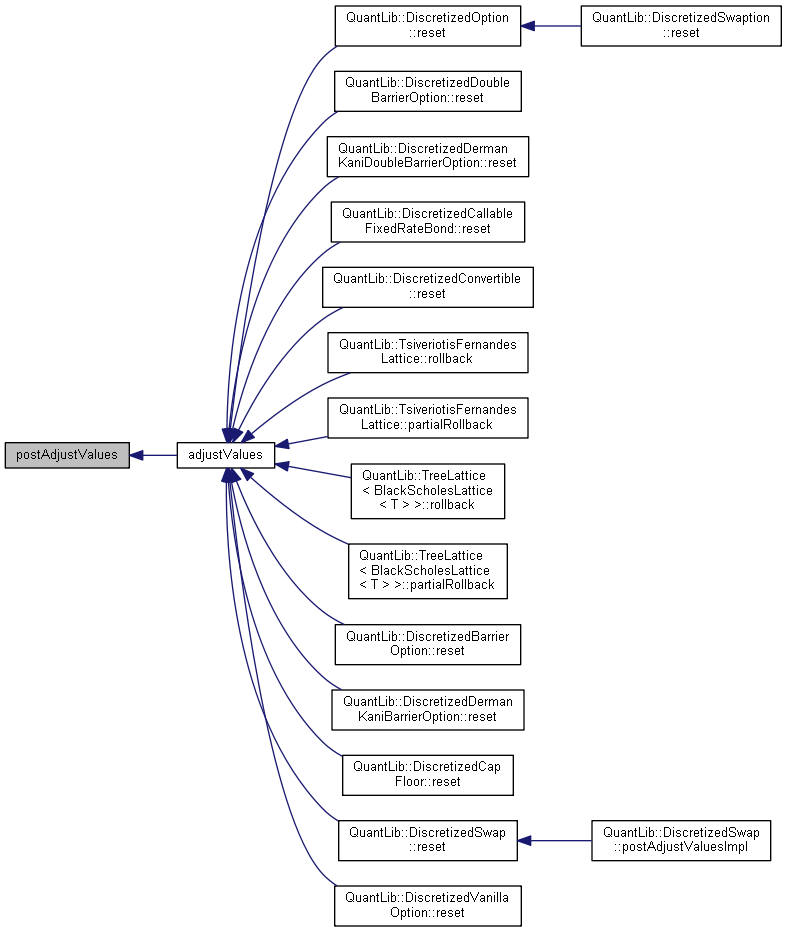 QuantLib::DiscretizedOption
::reset
QuantLib::DiscretizedSwaption
::reset
QuantLib::DiscretizedDouble
BarrierOption::reset
QuantLib::DiscretizedDerman
KaniDoubleBarrierOption::reset
QuantLib::DiscretizedCallable
FixedRateBond::reset
QuantLib::DiscretizedConvertible
::reset
QuantLib::TsiveriotisFernandes
Lattice::rollback
QuantLib::TsiveriotisFernandes
Lattice::partialRollback
postAdjustValues
adjustValues
QuantLib::TreeLattice
< BlackScholesLattice
< T > >::rollback
QuantLib::TreeLattice
< BlackScholesLattice
< T > >::partialRollback
QuantLib::DiscretizedBarrier
Option::reset
QuantLib::DiscretizedDerman
KaniBarrierOption::reset
QuantLib::DiscretizedCap
Floor::reset
QuantLib::DiscretizedSwap
::reset
QuantLib::DiscretizedSwap
::postAdjustValuesImpl
QuantLib::DiscretizedVanilla
Option::reset